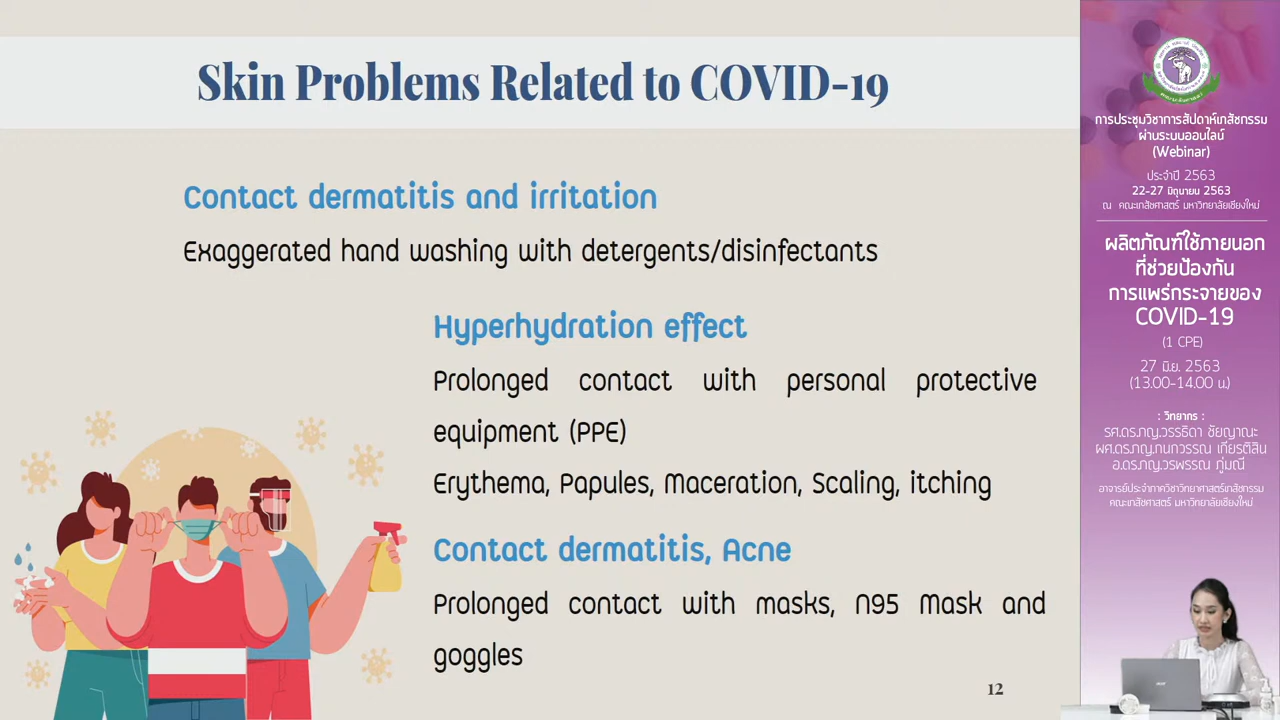 Skin Problems Related to COVID-19
Contact dermatitis and irritation
Exaggerated hand washing with detergents/disinfectants
Hyperhydration effect
Prolonged contact with personal protective
equipment (PPE)
Erythema, Papules, Maceration, Scaling, itching
Contact dermatitis, Acne
Prolonged contact with masks, N95 Mask and
goggles
12
การประชุมวิชาการสัปดาห์เภสัชกรรม
ผ่านระบบออนไลน์
(Webinar)
ประจำปี 2563
22-27 มิถุนายน 2563
ณ คณะเภสัชศาสตร์ มหาวิทยาลัยเชียงใหม่
ผลิตภัณฑ์ใช้ภายนอก
ที่ช่วยป้องกัน
การแพร่กระจายของ
COVID-19
(1 CPE)
27 มิ.ย. 2563
(13.00-14.00 น.)
: วิทยากร :
รศ.ดร.ภญ.วรรธิดา ชัยญาณะ
ผศ.ดร.ภญ.กนกวรรณ เกียรติสิน
อ.ดร.ภญ.วรพรรณ ภู่มณี
อาจารย์ประจำภาควิชาวิทยาศาสตร์เภสัชกรรม
คณะเภสัชศาสตร์ มหาวิทยาลัยเชียงใหม่
acer